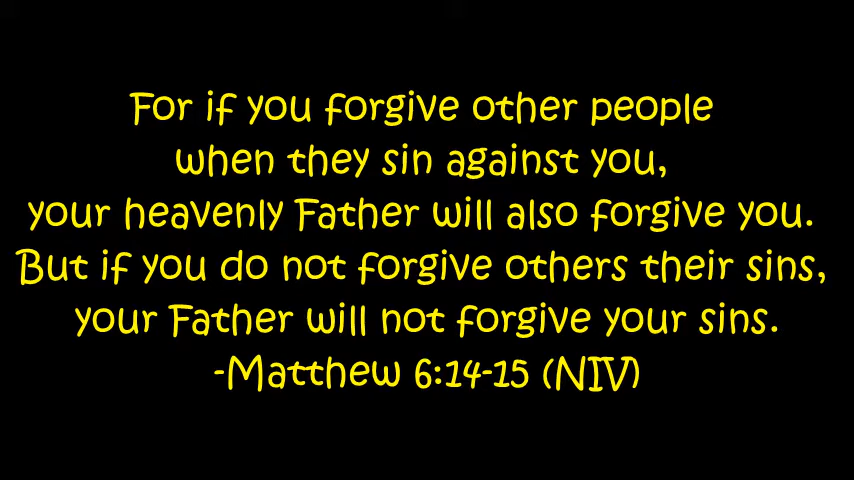 For if you forgive other people
when they sin against you,
your heavenly Father will also forgive you.
But if you do not forgive others their sins,
your Father will not forgive your sins.
-Matthew 6:14-15 (NIV)